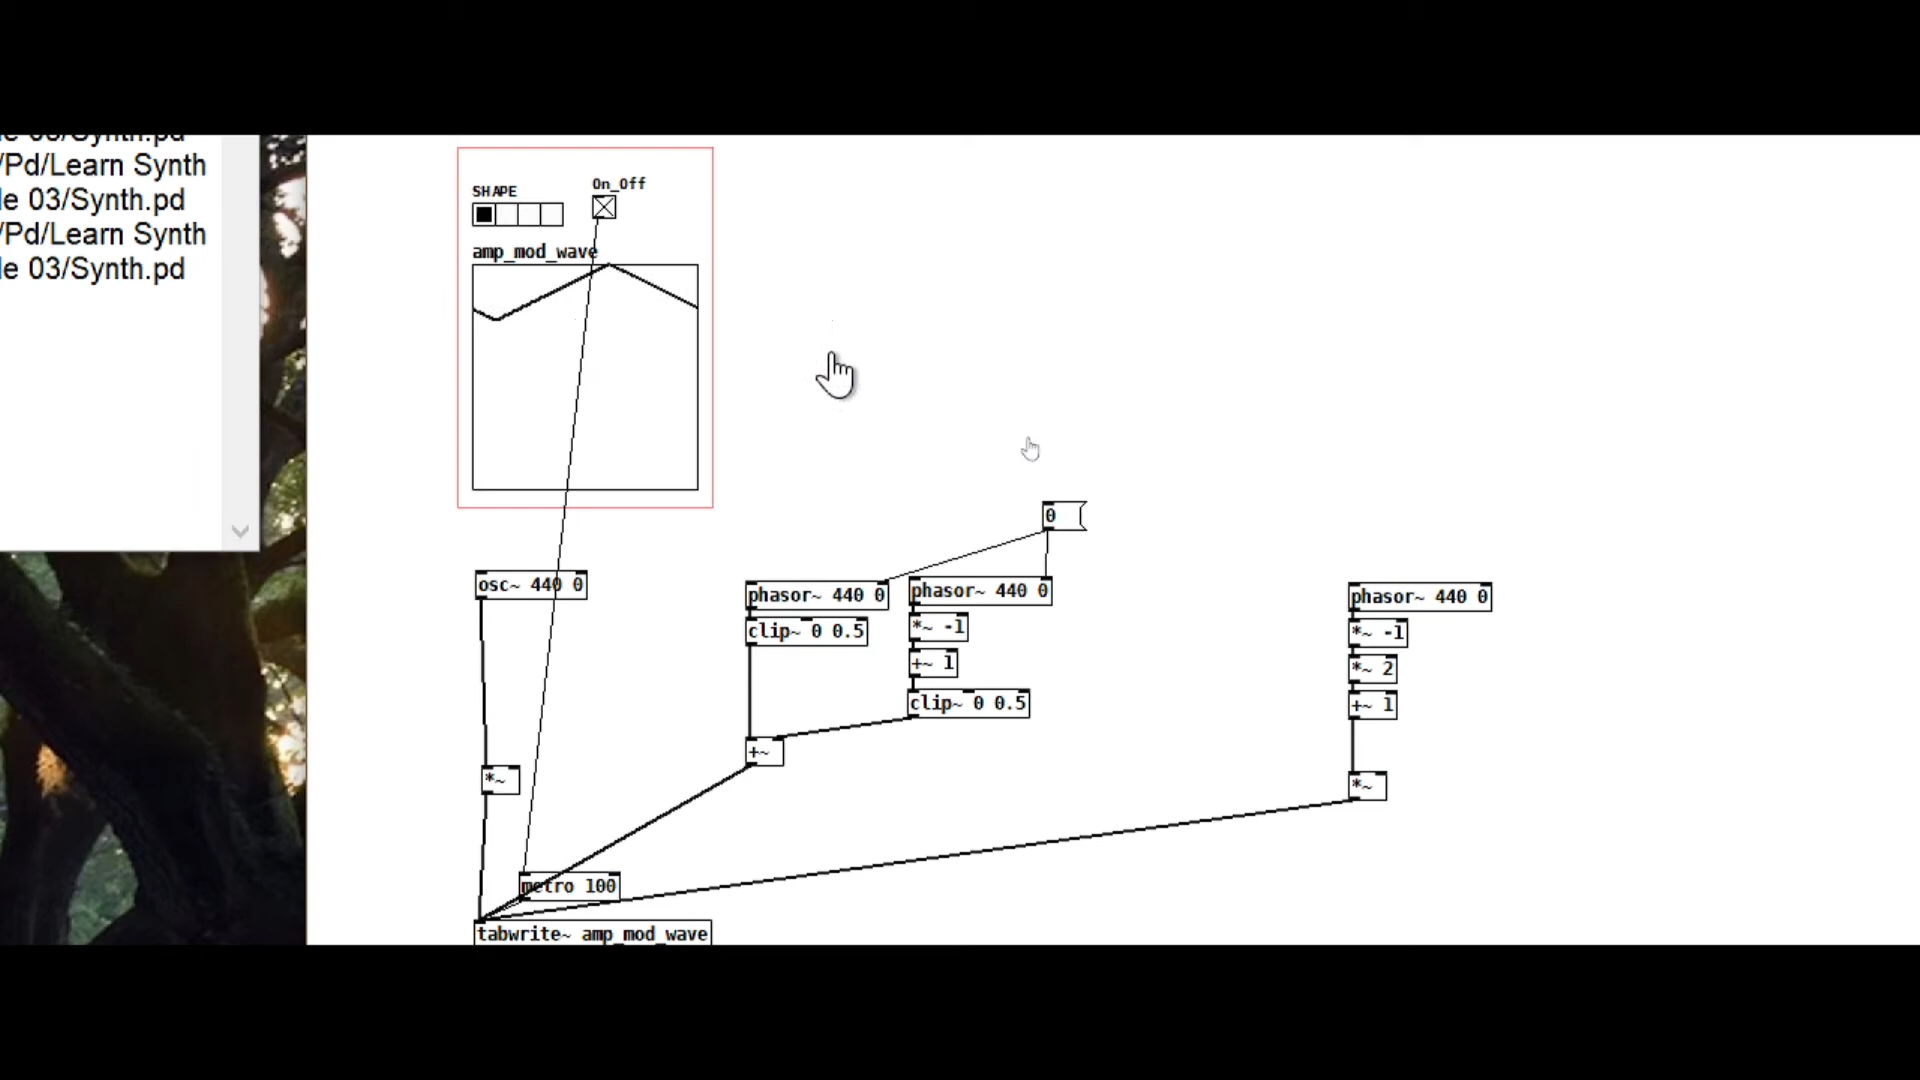 /Synth.pd
/Pd/Learn Synth
le 03/Synth.pd
/Pd/Learn Synth
le 03/Synth.pd
SHAPE
On_Off
amp_mod_wave
0
osc~ 440 0
phasor~ 440 0
phasor~ 440 0
phasor~ 440 0
clip~ 0 0.5
*~ -1
*~ -1
+~ 1
*~ 2
clip~ 0 0.5
+~ 1
+~
*~
*~
metro 100
tabwrite~ amp_mod_wave